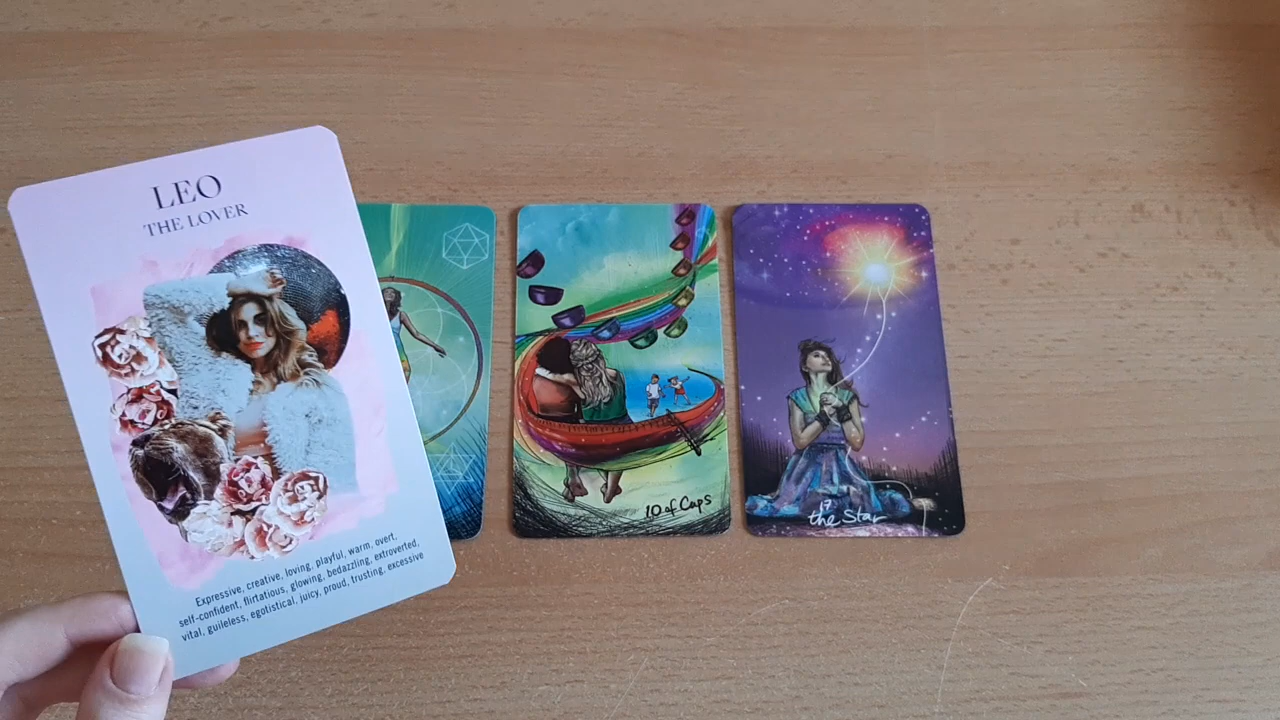 LEO
THE LOVER
Expressive, creative, loving, playful, warm, overt,
self-confident, flirtatious, glowing, bedazzling, extroverted,
vital, guileless, egotistical, juicy, proud, trusting, excessive
10 of Cups
17
the Star